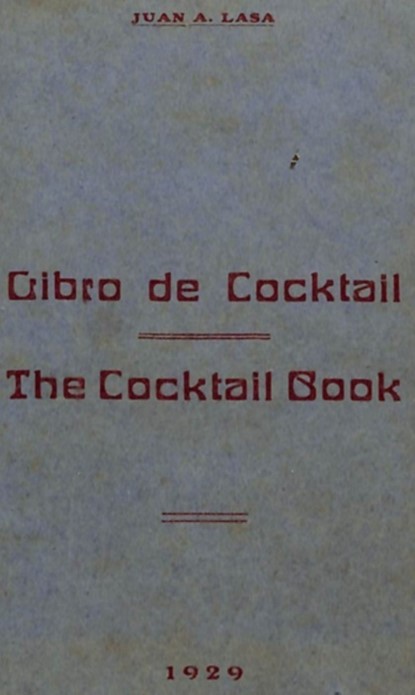 JUAN A. LASA
Libro de Cocktail
The Cocktail Book
1929